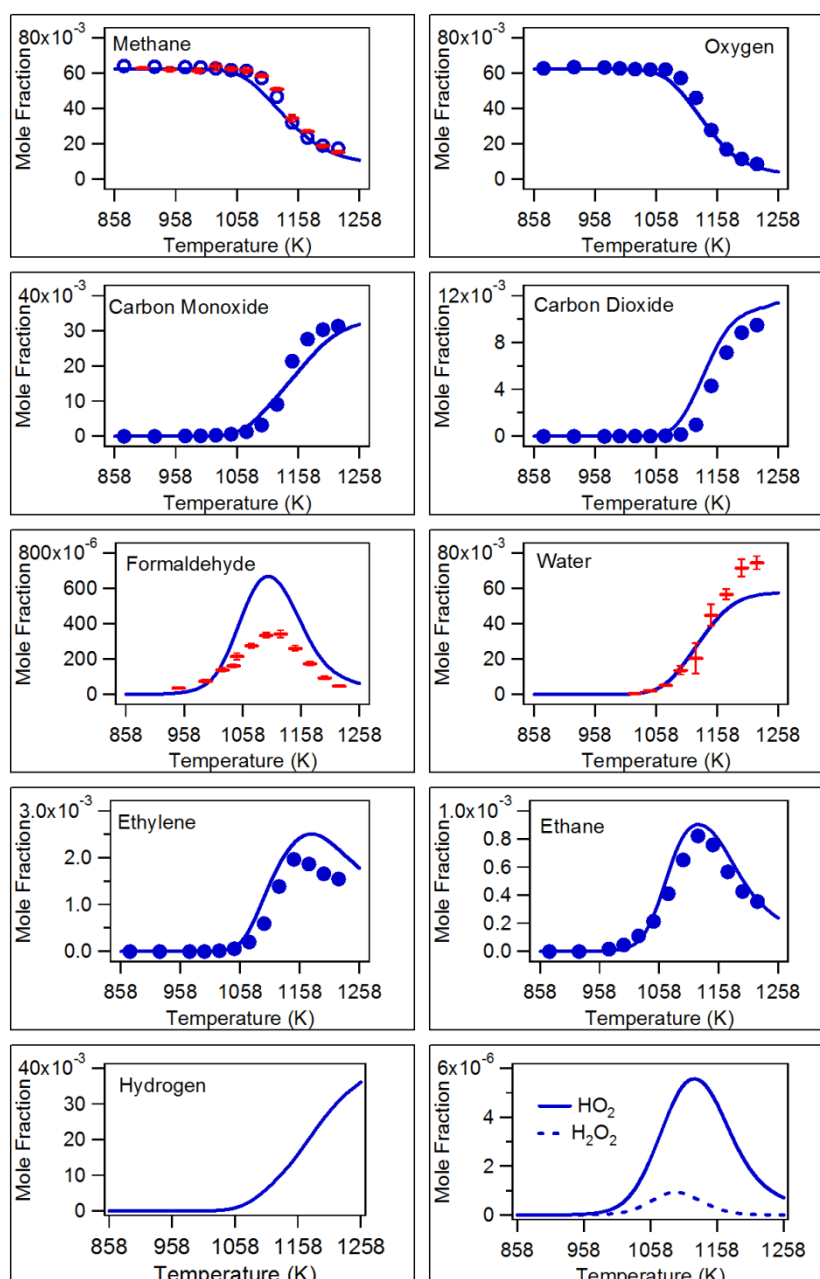 80x10-3
Methane
60
40
20
0
Mole Fraction
858 958 1058 1158 1258
Temperature (K)
80x10-3
Oxygen
60
40
20
0
Mole Fraction
858 958 1058 1158 1258
Temperature (K)
40x10-3
Carbon Monoxide
30
20
10
0
Mole Fraction
858 958 1058 1158 1258
Temperature (K)
12x10-3
Carbon Dioxide
8
4
0
Mole Fraction
858 958 1058 1158 1258
Temperature (K)
800x10-6
Formaldehyde
600
400
200
0
Mole Fraction
858 958 1058 1158 1258
Temperature (K)
80x10-3
Water
60
40
20
0
Mole Fraction
858 958 1058 1158 1258
Temperature (K)
3.0x10-3
Ethylene
2.0
1.0
0.0
Mole Fraction
858 958 1058 1158 1258
Temperature (K)
1.0x10-3
Ethane
0.8
0.6
0.4
0.2
0.0
Mole Fraction
858 958 1058 1158 1258
Temperature (K)
40x10-3
Hydrogen
30
20
10
0
Mole Fraction
858 958 1058 1158 1258
Temperature (K)
6x10-6
HO2
H2O2
4
2
0
Mole Fraction
858 958 1058 1158 1258
Temperature (K)